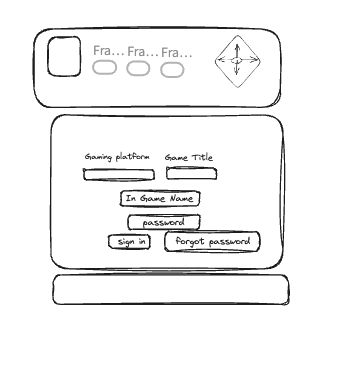 Fra... Fra... Fra...
Gaming platform Game Title
In Game Name
password
sign in forgot password